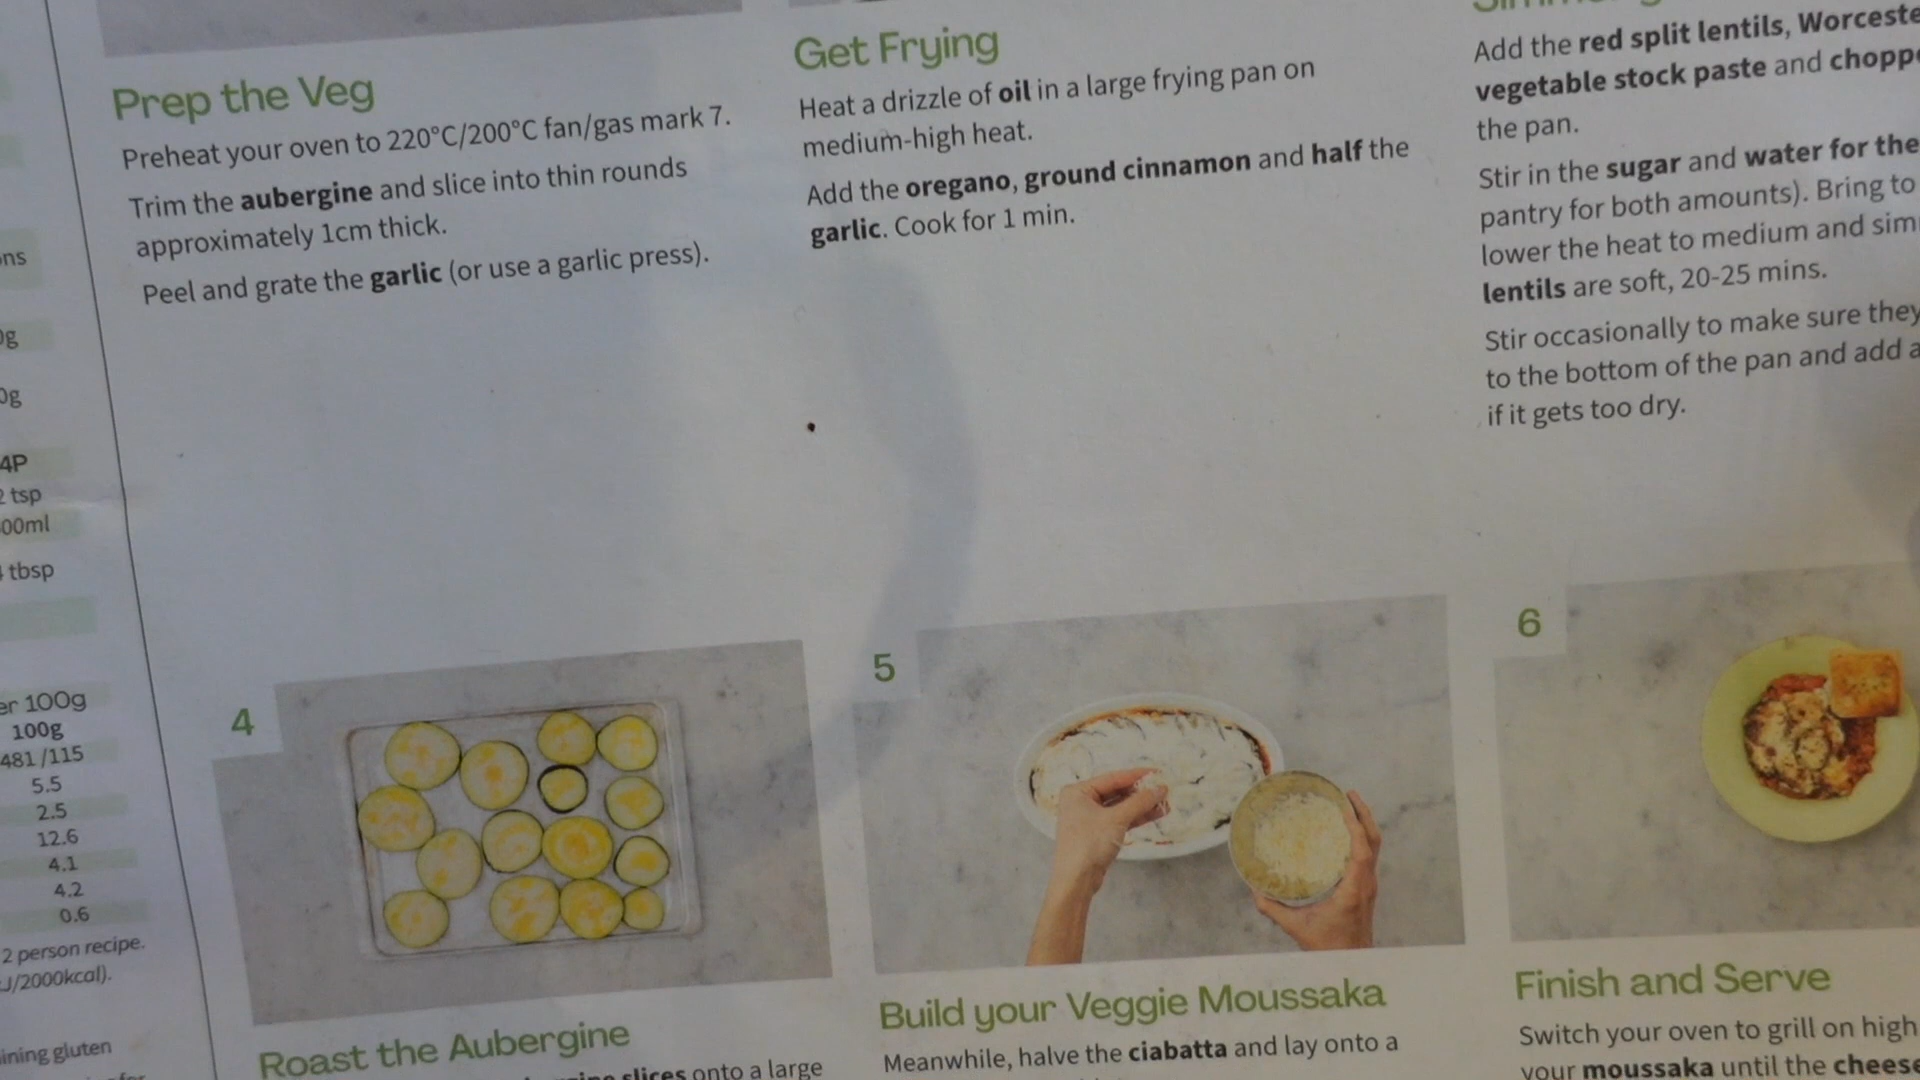 Prep the Veg
Preheat your oven to 220°C/200°C fan/gas mark 7.
Trim the aubergine and slice into thin rounds
approximately 1cm thick.
Peel and grate the garlic (or use a garlic press).
Get Frying
Heat a drizzle of oil in a large frying pan on
medium-high heat.
Add the oregano, ground cinnamon and half the
garlic. Cook for 1 min.
Add the red split lentils,
vegetable stock paste and
the pan.
Stir in the sugar and water for the
pantry for both amounts). Bring to
lower the heat to medium and
lentils are soft, 20-25 mins.
Stir occasionally to make sure they
to the bottom of the pan and add a
if it gets too dry.
4P
tsp
tbsp
100g
100g
481/115
5.5
2.5
12.6
4.1
4.2
0.6
2 person recipe.
/2000kcal).
gluten
4
Roast the Aubergine
slices onto a large
5
Build your Veggie Moussaka
Meanwhile, halve the ciabatta and lay onto a
6
Finish and Serve
Switch your oven to grill on high
your moussaka until the cheese